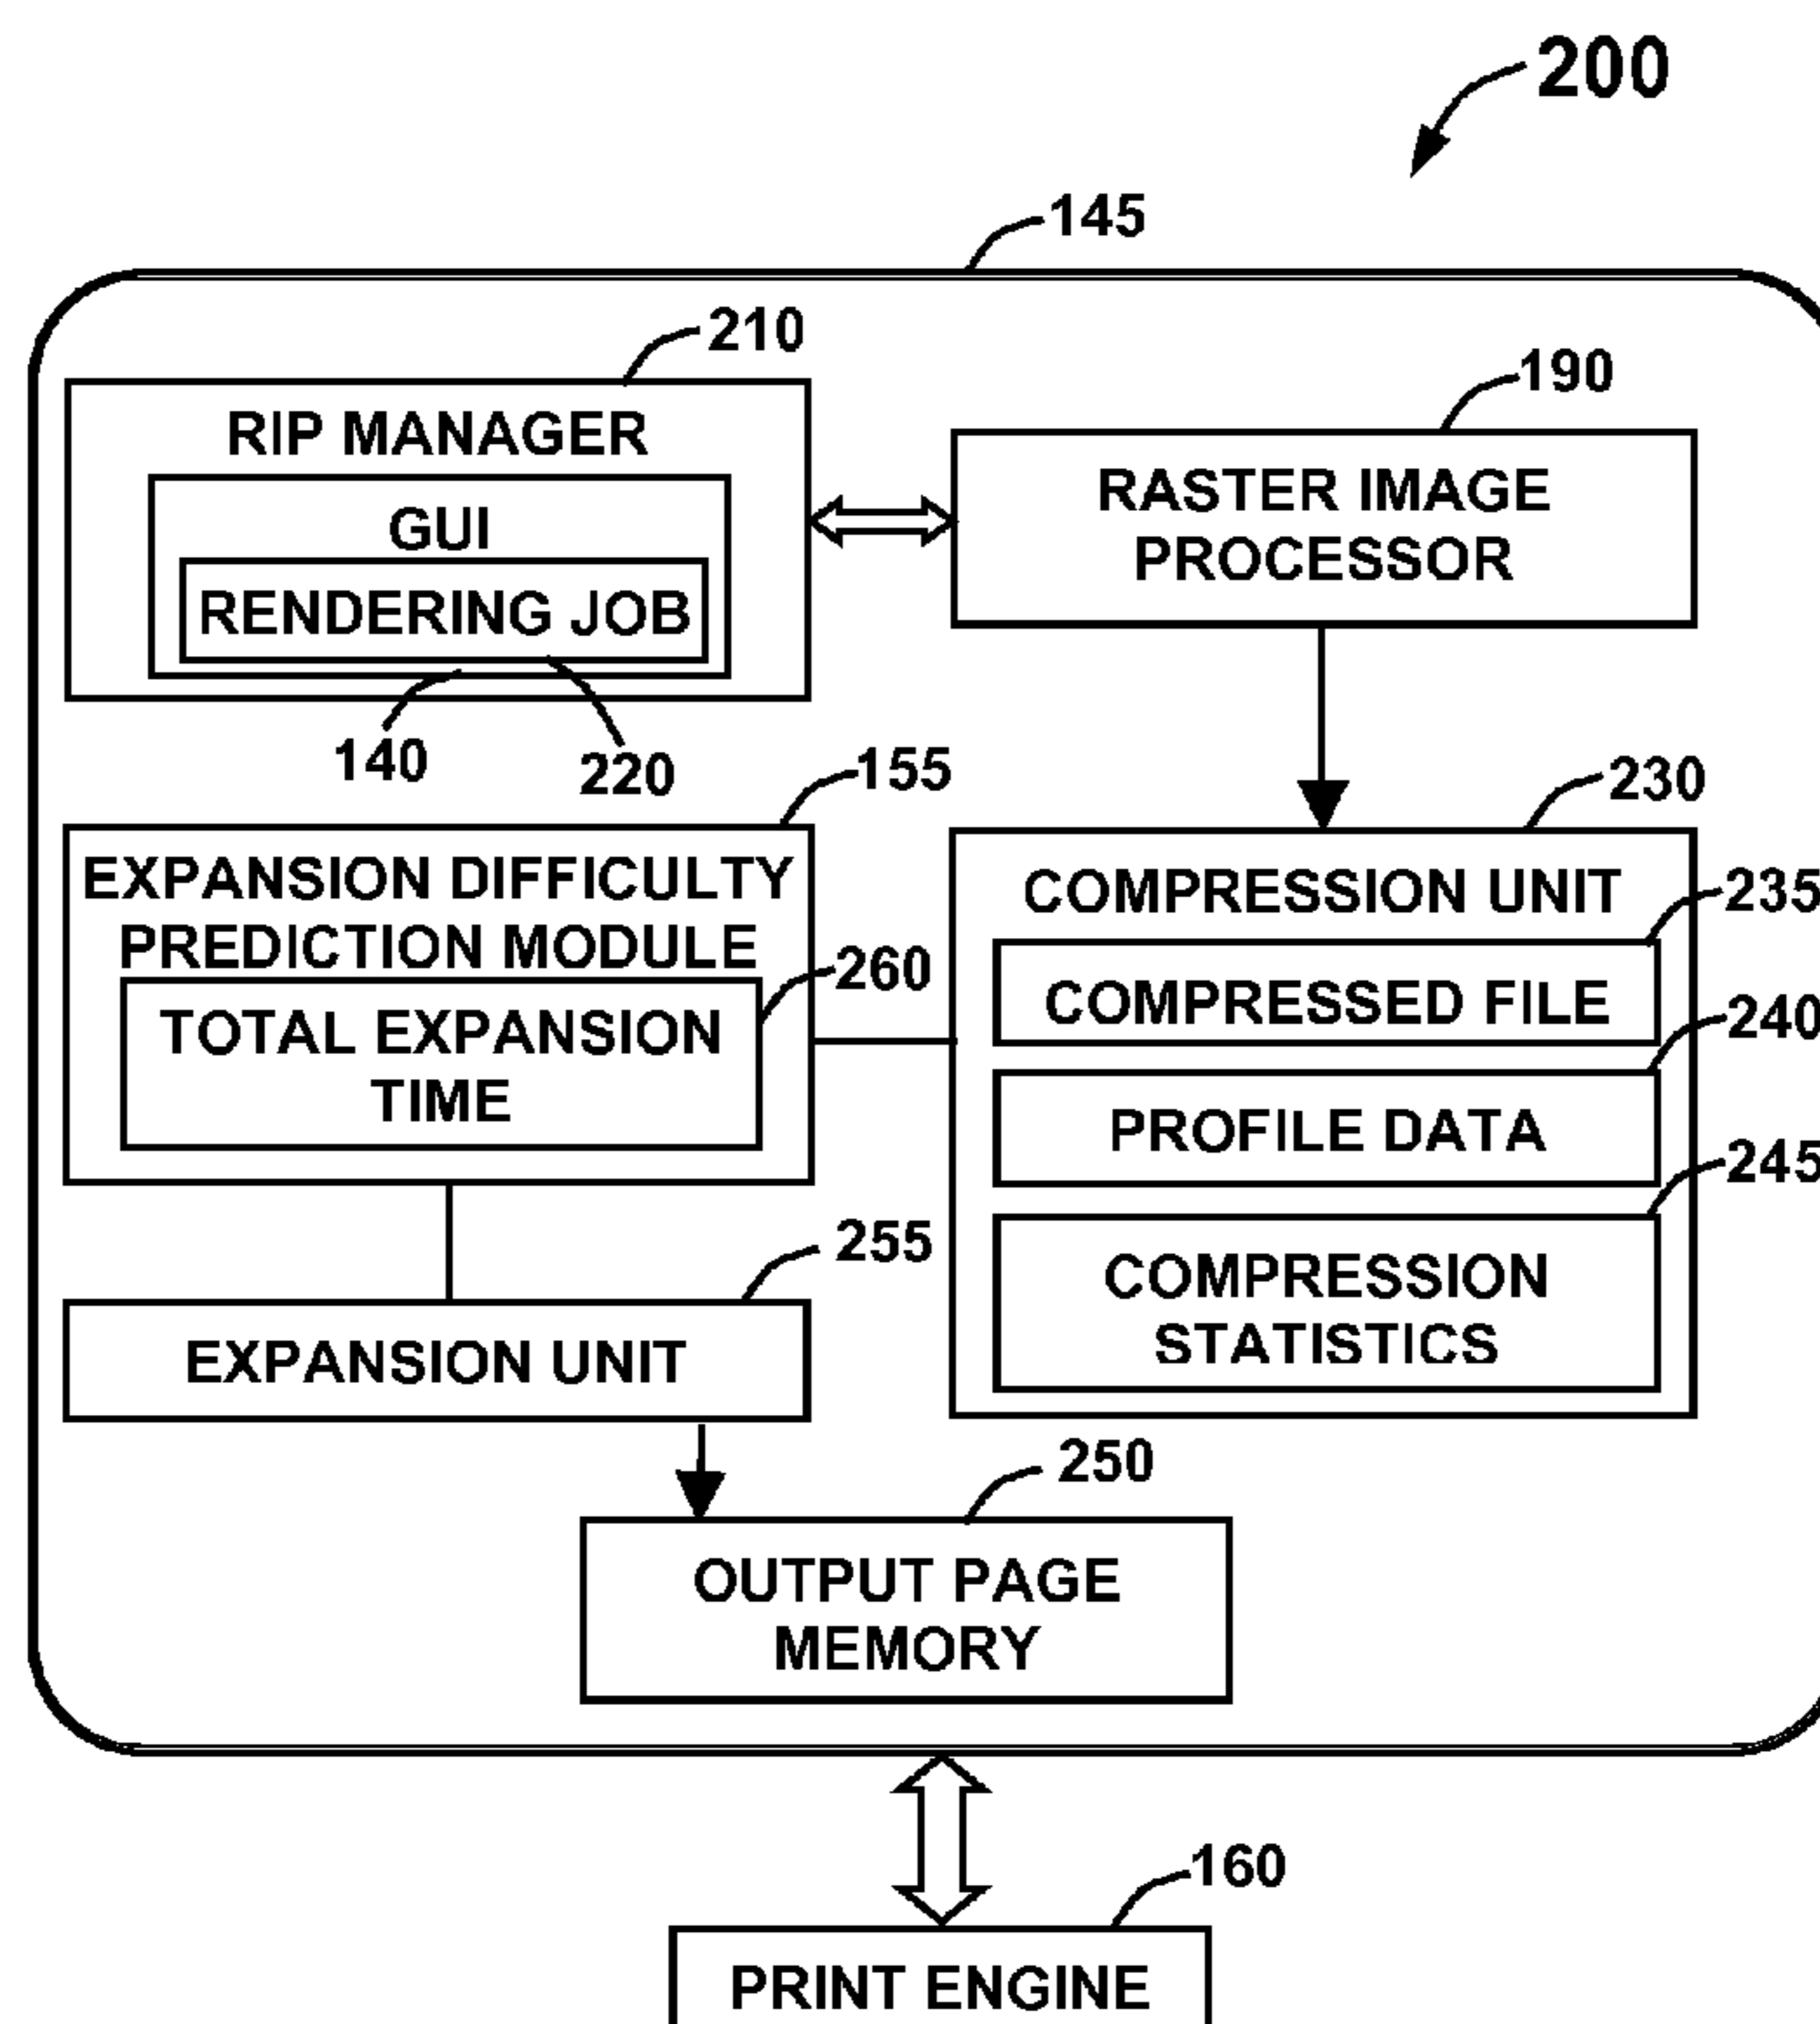 200
145
210
RIP MANAGER
GUI
RENDERING JOB
140
220
190
RASTER IMAGE
PROCESSOR
155
EXPANSION DIFFICULTY
PREDICTION MODULE
260
TOTAL EXPANSION
TIME
230
COMPRESSION UNIT
235
COMPRESSED FILE
240
PROFILE DATA
245
COMPRESSION
STATISTICS
255
EXPANSION UNIT
250
OUTPUT PAGE
MEMORY
160
PRINT ENGINE